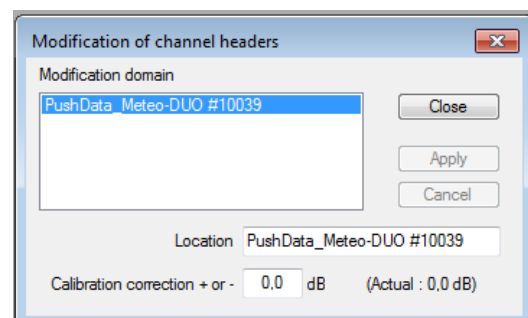 Modification of channel headers
Modification domain
PushData_Meteo-DUO #10039
Close
Apply
Cancel
Location PushData_Meteo-DUO #10039
Calibration correction + or - 0,0 dB (Actual : 0,0 dB)